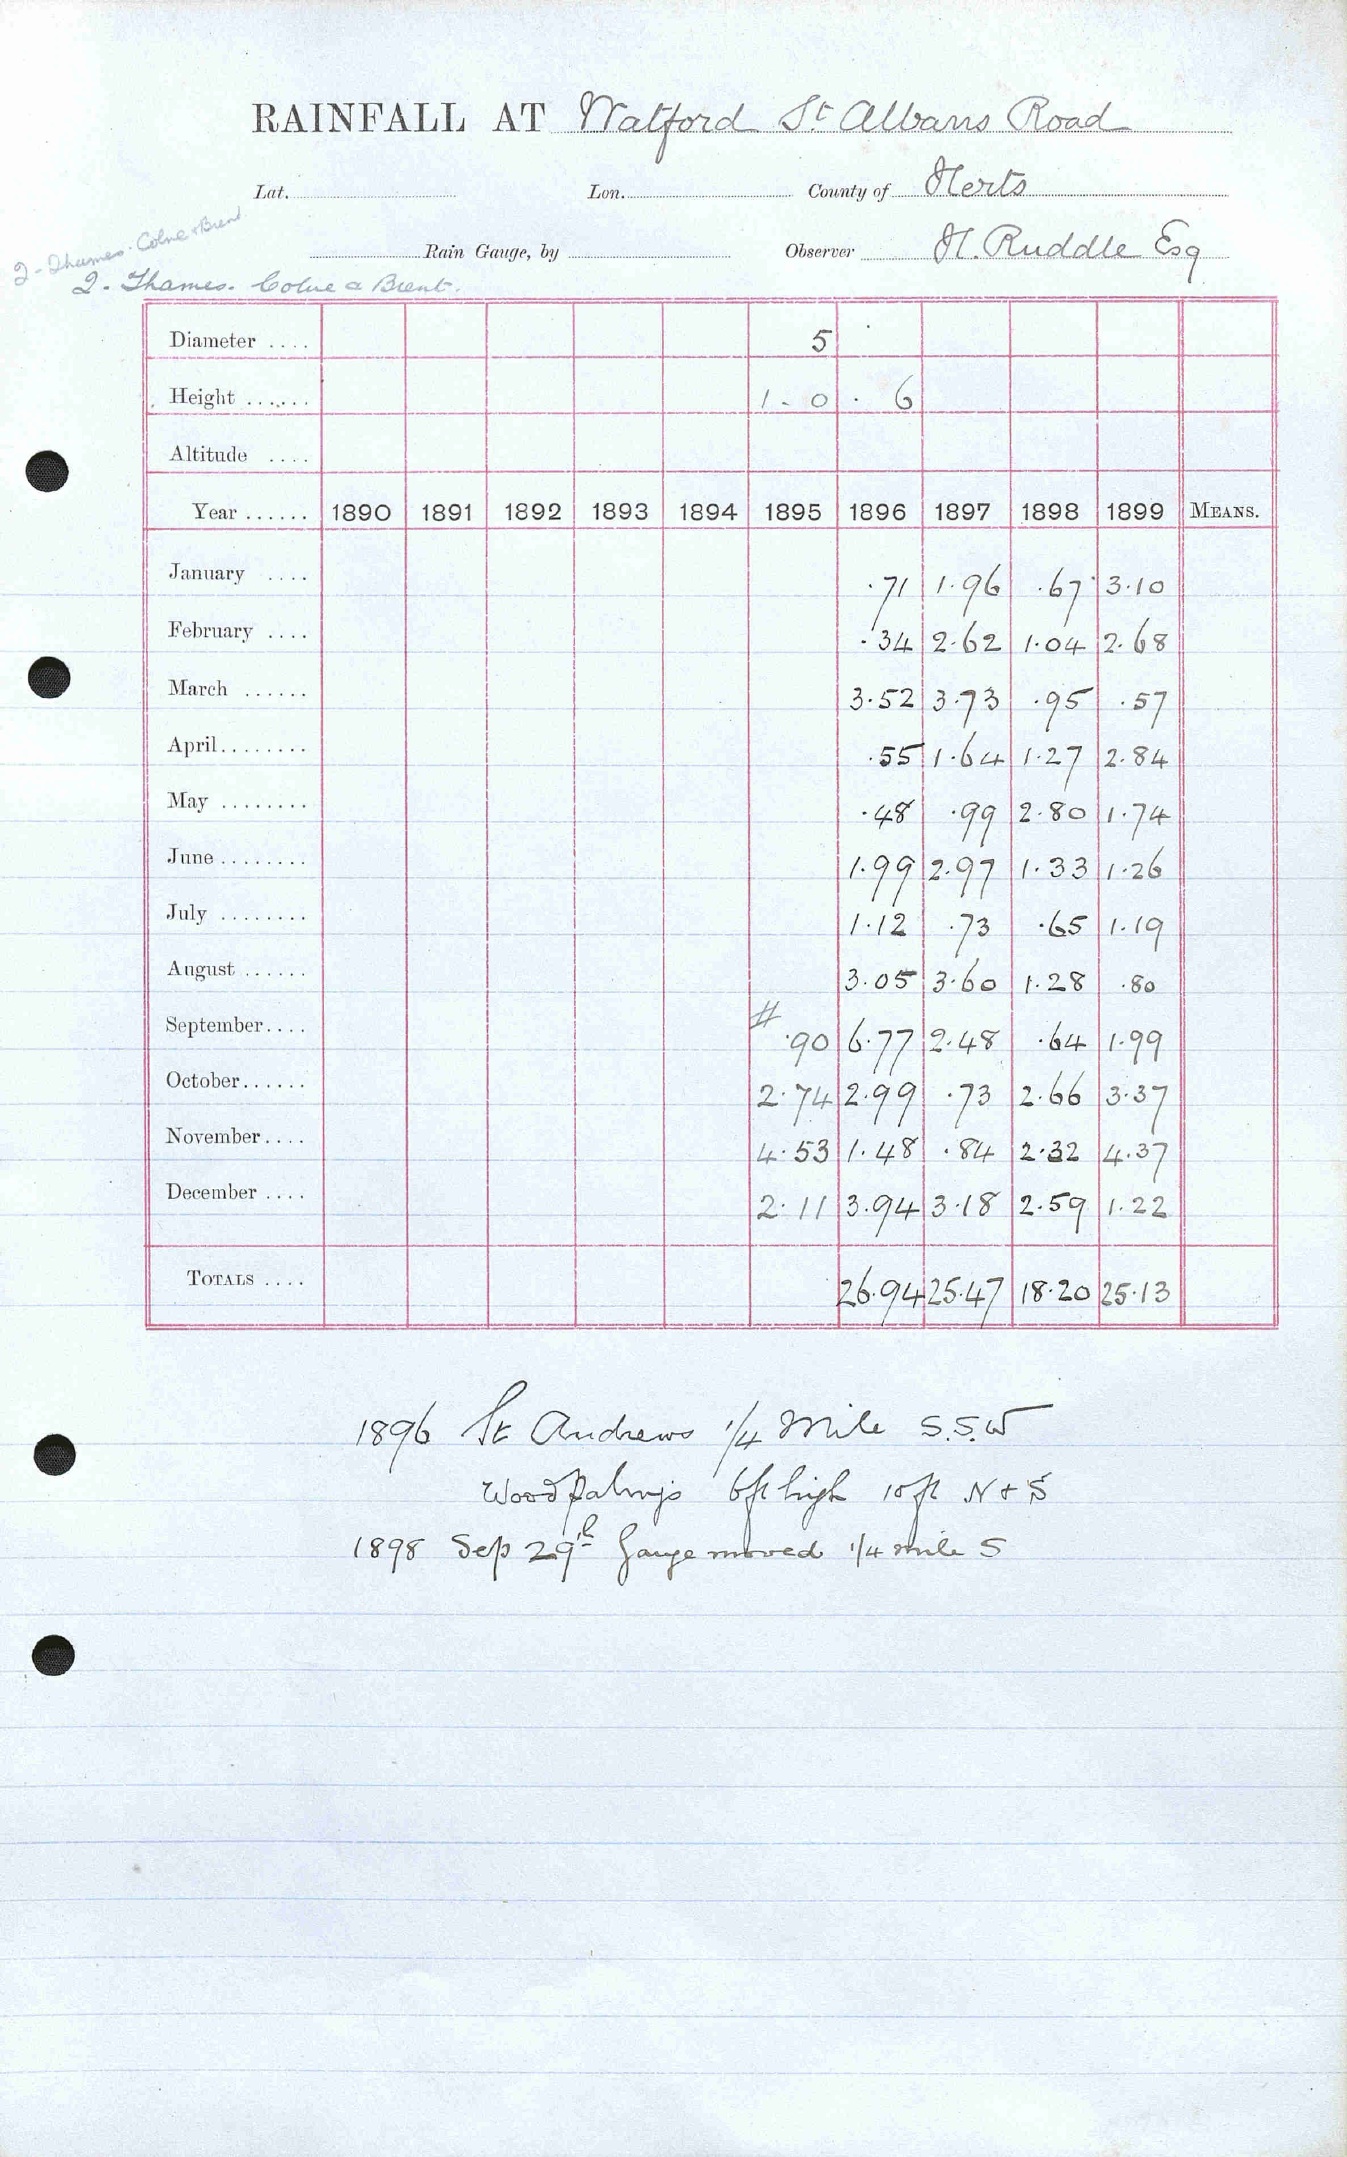 RAINFALL AT Watford St Albans Road
Lat. Lon. County of Herts
2 - Thames. Colne & Brent
Rain Gauge, by Observer H. Ruddle Esq
2. Thames. Colne & Brent.
Diameter .... 5
Height ...... 1 - 0 . 6
Altitude ....
Year ...... 1890 1891 1892 1893 1894 1895 1896 1897 1898 1899 MEANS.
January .... .71 1.96 .67 3.10
February .... .34 2.62 1.04 2.68
March ...... 3.52 3.73 .95 .57
April........ .55 1.64 1.27 2.84
May ........ .48 .99 2.80 1.74
June ........ 1.99 2.97 1.33 1.26
July ........ 1.12 .73 .65 1.19
August ...... 3.05 3.60 1.28 .80
September.... # .90 6.77 2.48 .64 1.99
October...... 2.74 2.99 .73 2.66 3.37
November.... 4.53 1.48 .84 2.32 4.37
December .... 2.11 3.94 3.18 2.59 1.22
TOTALS .... 26.94 25.47 18.20 25.13
1896 St Andrews 1/4 Mile S.S.W
Wood palings 6ft high 10 ft N & S
1898 Sep 29th Gauge moved 1/4 mile S